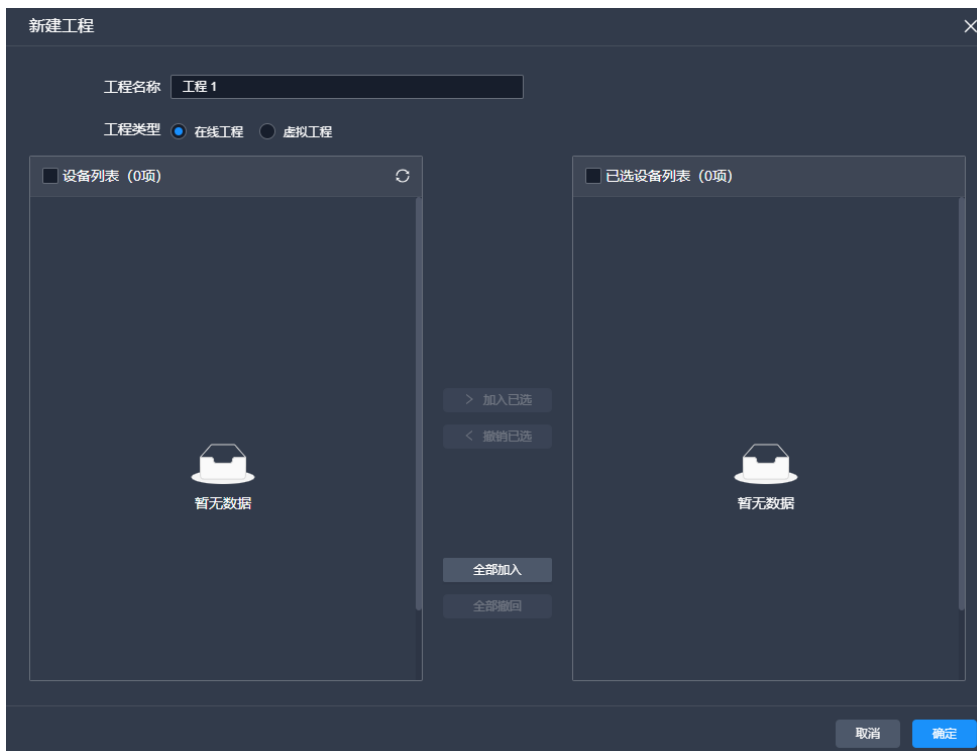 新建工程
工程名称 工程 1
工程类型 在线工程 虚拟工程
设备列表（0项）
已选设备列表（0项）
> 加入已选
< 撤销已选
暂无数据
暂无数据
全部加入
全部撤回
取消 确定